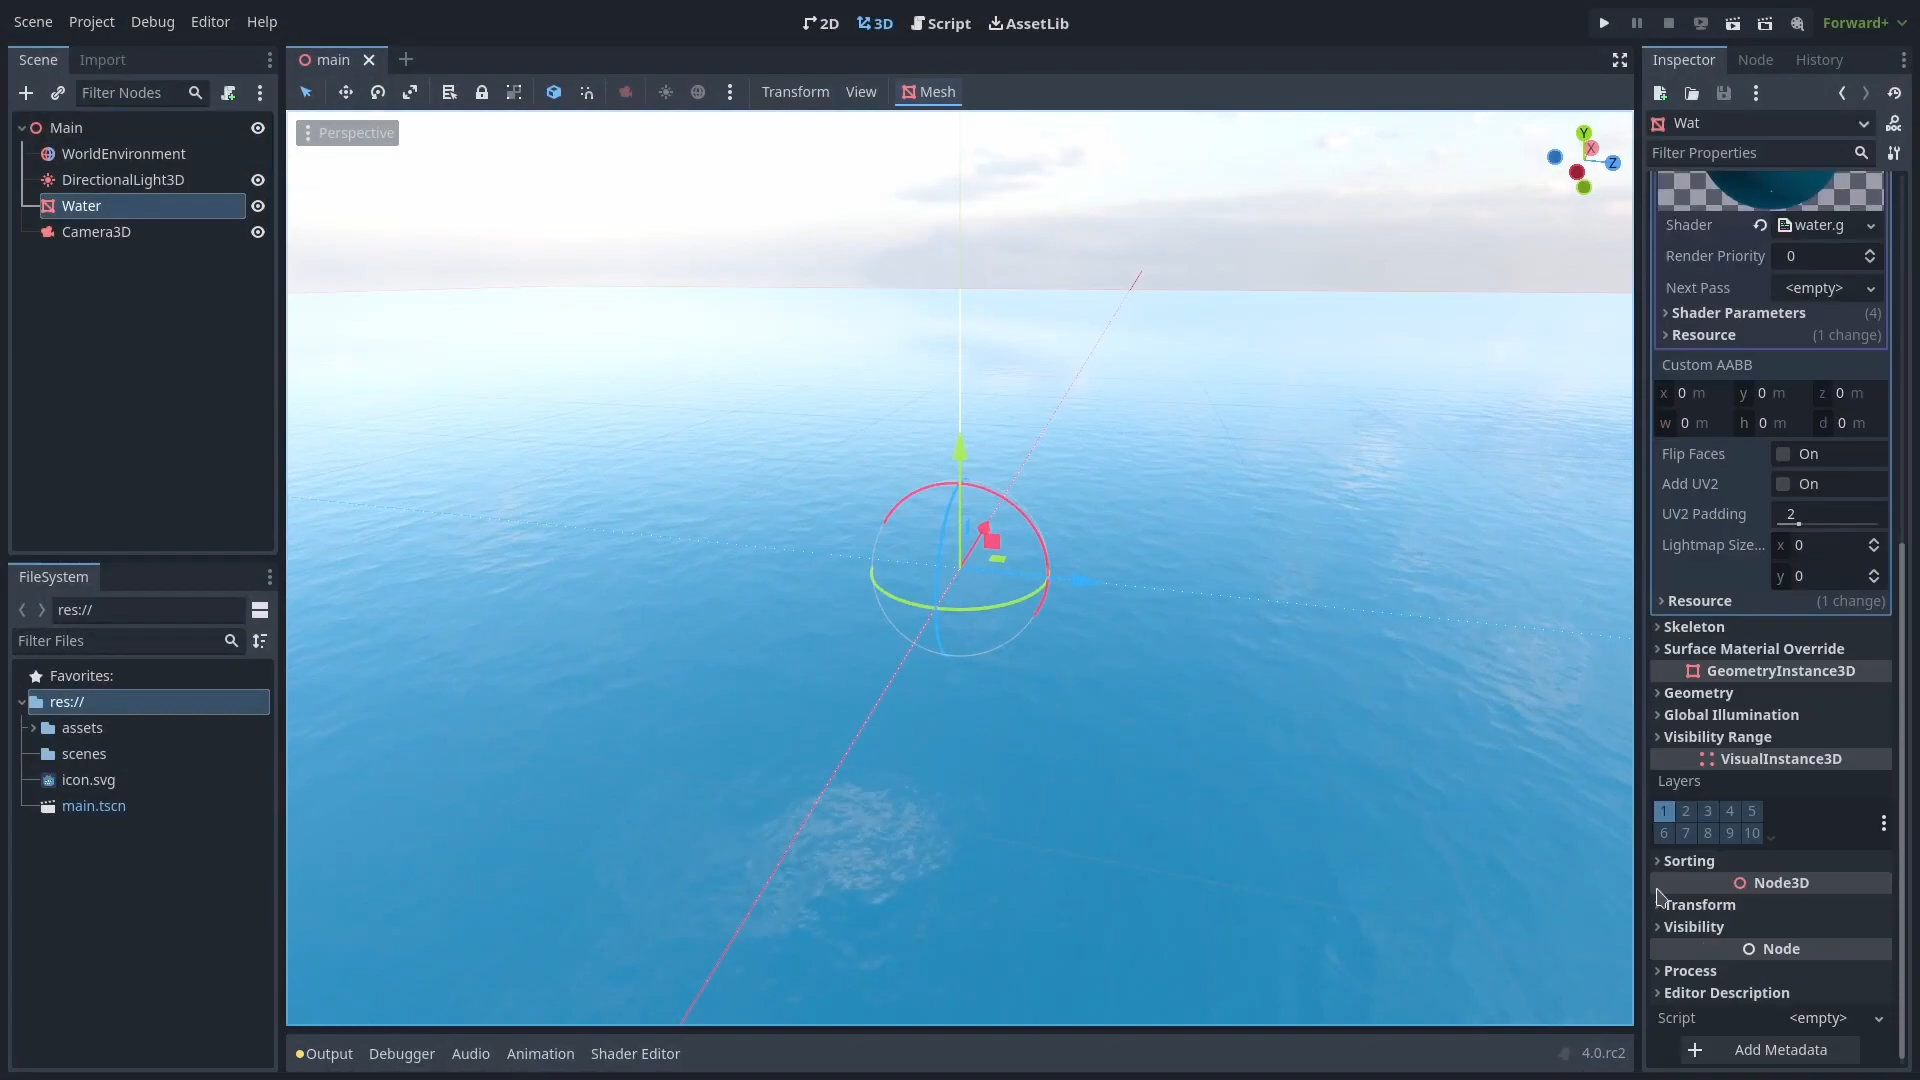 Scene Project Debug Editor Help
2D 3D Script AssetLib
Forward+
Scene Import
Filter Nodes
Main
WorldEnvironment
DirectionalLight3D
Water
Camera3D
FileSystem
res://
Filter Files
Favorites:
res://
assets
scenes
icon.svg
main.tscn
main
Transform View Mesh
Perspective
Y
X
Z
Output Debugger Audio Animation Shader Editor 4.0.rc2
Inspector Node History
Wat
Filter Properties
Shader water.g
Render Priority 0
Next Pass <empty>
Shader Parameters (4)
Resource (1 change)
Custom AABB
x 0 m y 0 m z 0 m
w 0 m h 0 m d 0 m
Flip Faces On
Add UV2 On
UV2 Padding 2
Lightmap Size... x 0
y 0
Resource (1 change)
Skeleton
Surface Material Override
GeometryInstance3D
Geometry
Global Illumination
Visibility Range
VisualInstance3D
Layers
1 2 3 4 5
6 7 8 9 10
Sorting
Node3D
Transform
Visibility
Node
Process
Editor Description
Script <empty>
Add Metadata